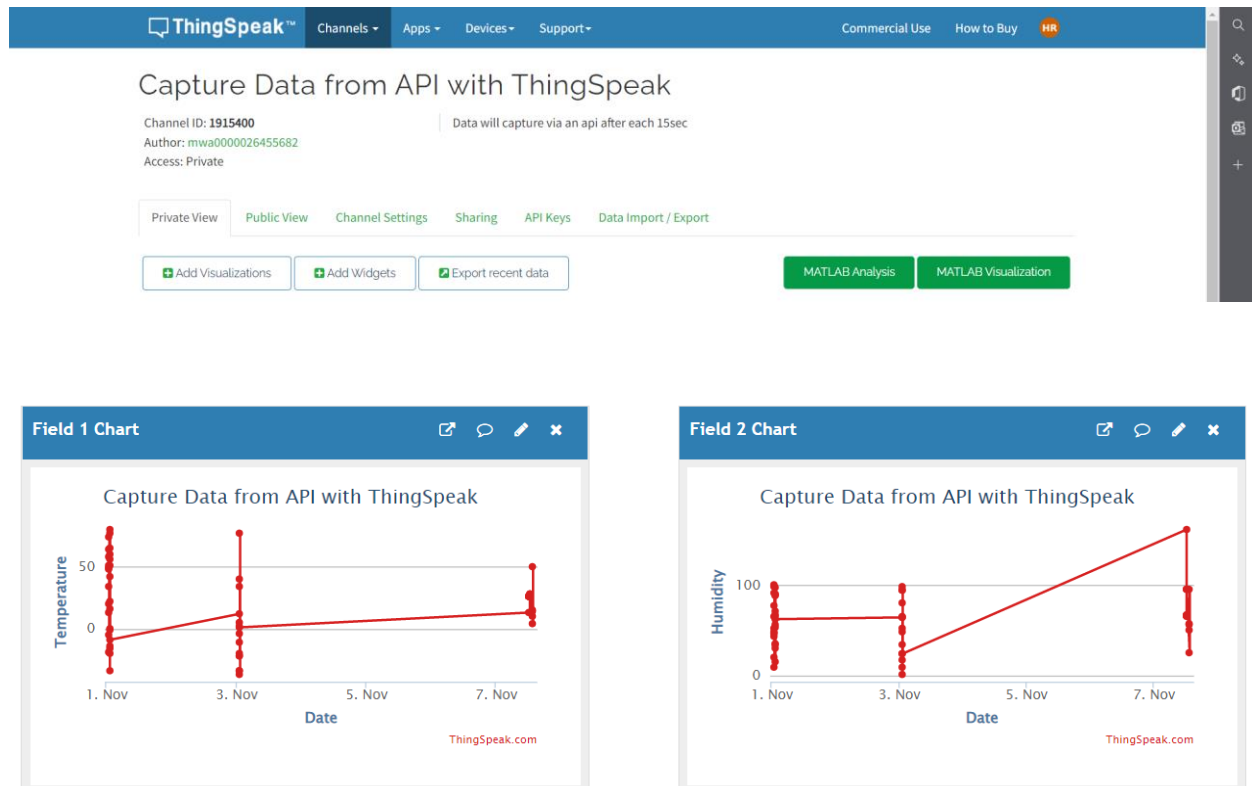 ThingSpeak™ Channels Apps Devices Support Commercial Use How to Buy HR
Capture Data from API with ThingSpeak
Channel ID: 1915400 Data will capture via an api after each 15sec
Author: mwa0000026455682
Access: Private
Private View Public View Channel Settings Sharing API Keys Data Import / Export
Add Visualizations Add Widgets Export recent data MATLAB Analysis MATLAB Visualization
Field 1 Chart
Capture Data from API with ThingSpeak
Temperature
50
0
1. Nov 3. Nov 5. Nov 7. Nov
Date
ThingSpeak.com
Field 2 Chart
Capture Data from API with ThingSpeak
Humidity
100
0
1. Nov 3. Nov 5. Nov 7. Nov
Date
ThingSpeak.com